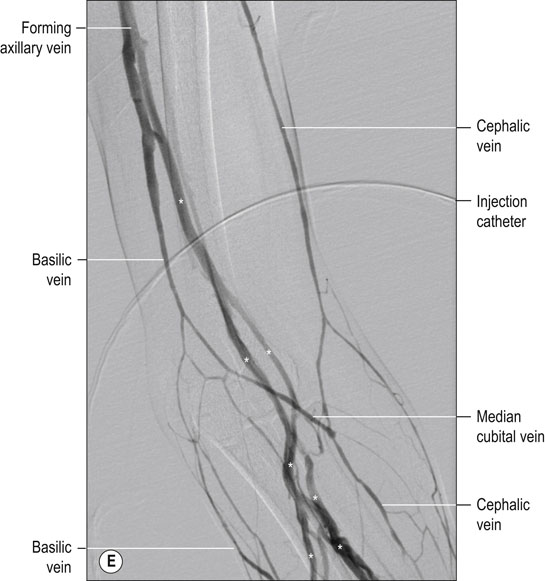 Forming
axillary vein
Cephalic
vein
Injection
catheter
Basilic
vein
*
*
*
Median
cubital vein
*
*
Cephalic
vein
Basilic
vein
E
*
*